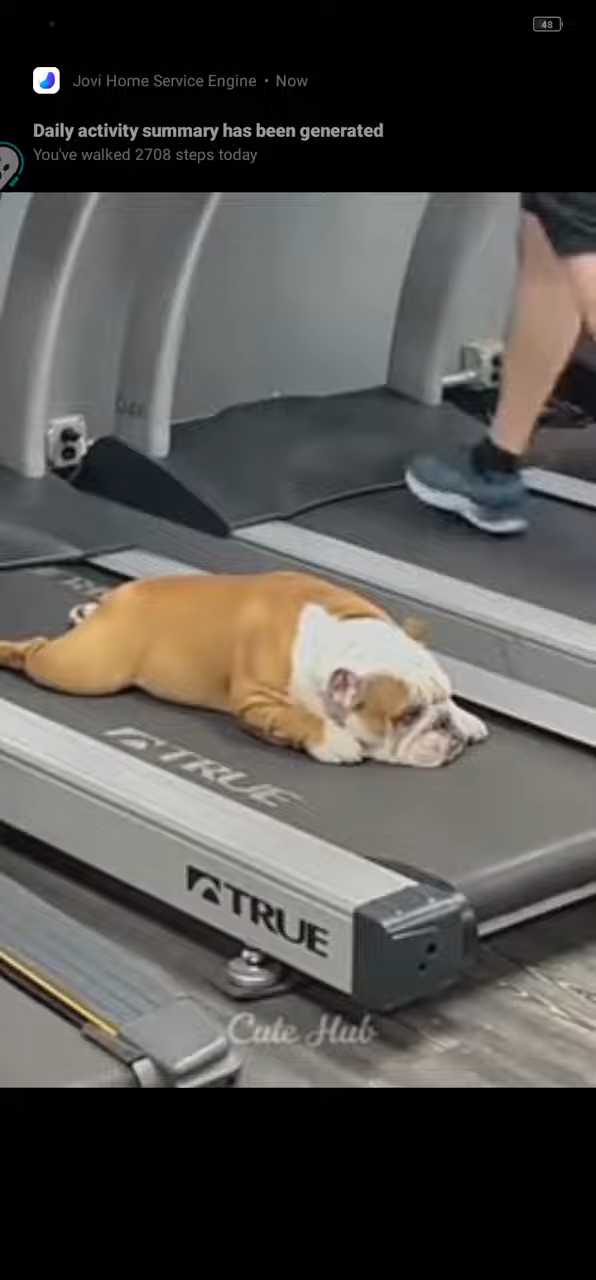 48
Jovi Home Service Engine • Now
Daily activity summary has been generated
You've walked 2708 steps today
TRUE
TRUE
Cute Hub